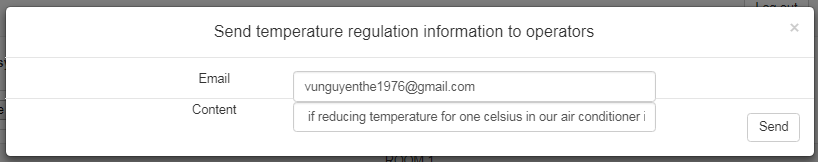 Log out
Send temperature regulation information to operators
×
Email
vunguyenthe1976@gmail.com
Content
if reducing temperature for one celsius in our air conditioner i
Send
ROOM 1